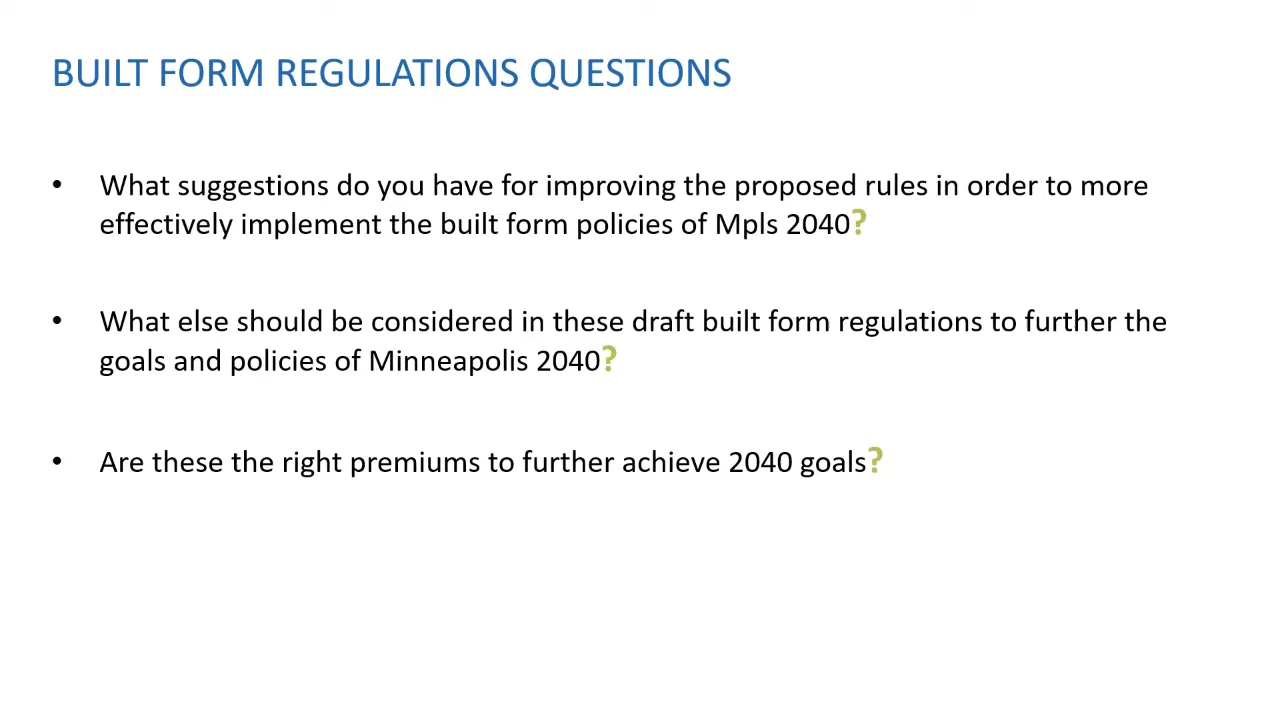 BUILT FORM REGULATIONS QUESTIONS
• What suggestions do you have for improving the proposed rules in order to more
effectively implement the built form policies of Mpls 2040?
• What else should be considered in these draft built form regulations to further the
goals and policies of Minneapolis 2040?
• Are these the right premiums to further achieve 2040 goals?